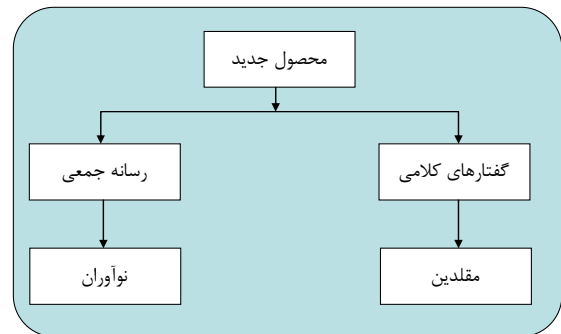 محصول جدید
گفتارهای کلامی
رسانه جمعی
مقلدین
نوآوران